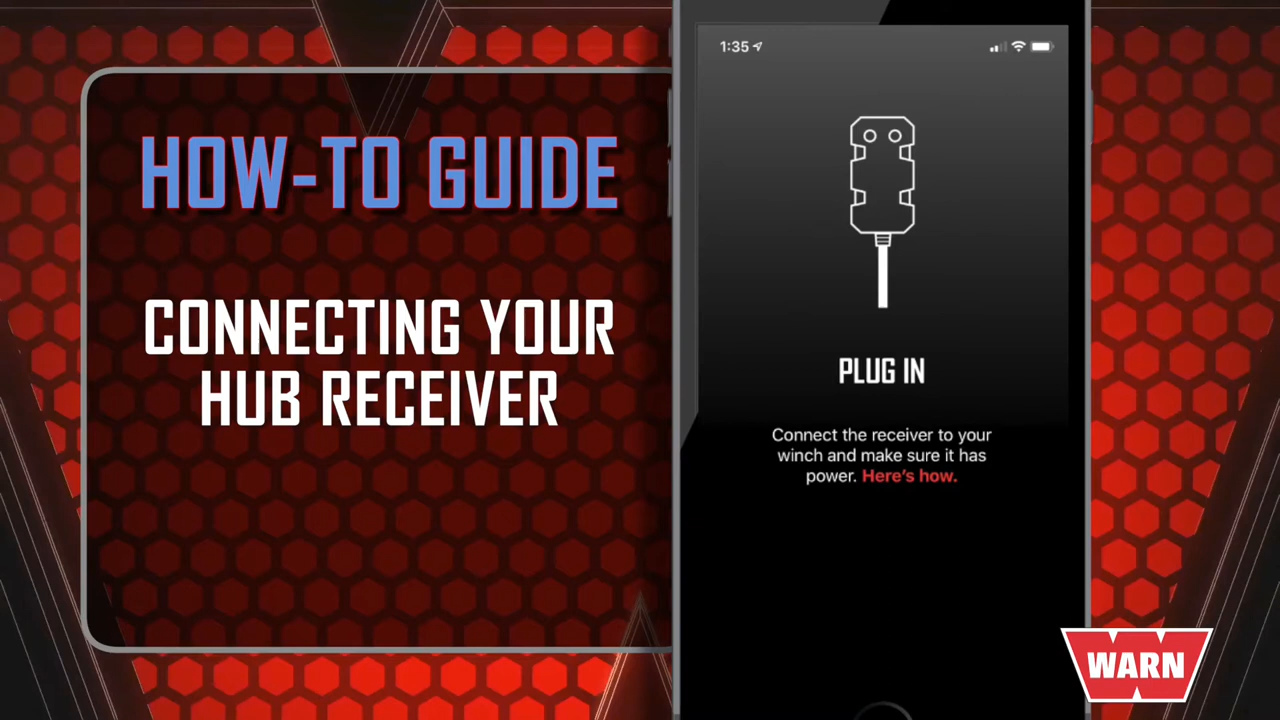 HOW-TO GUIDE
CONNECTING YOUR
HUB RECEIVER
1:35
PLUG IN
Connect the receiver to your
winch and make sure it has
power. Here's how.
WARN